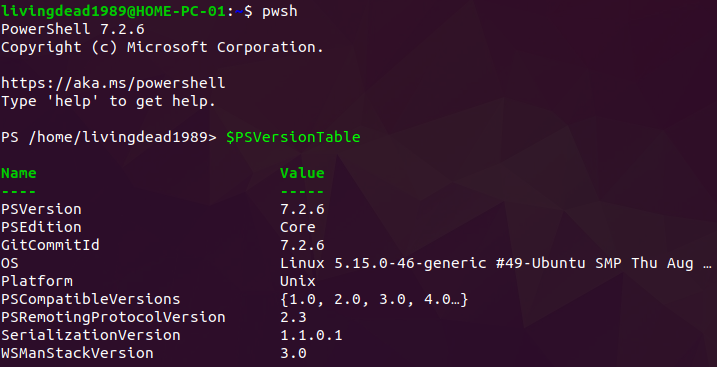 livingdead1989@HOME-PC-01:~$ pwsh
PowerShell 7.2.6
Copyright (c) Microsoft Corporation.
https://aka.ms/powershell
Type 'help' to get help.
PS /home/livingdead1989> $PSVersionTable
Name                           Value
----                           -----
PSVersion                      7.2.6
PSEdition                      Core
GitCommitId                    7.2.6
OS                             Linux 5.15.0-46-generic #49-Ubuntu SMP Thu Aug …
Platform                       Unix
PSCompatibleVersions           {1.0, 2.0, 3.0, 4.0…}
PSRemotingProtocolVersion      2.3
SerializationVersion           1.1.0.1
WSManStackVersion              3.0